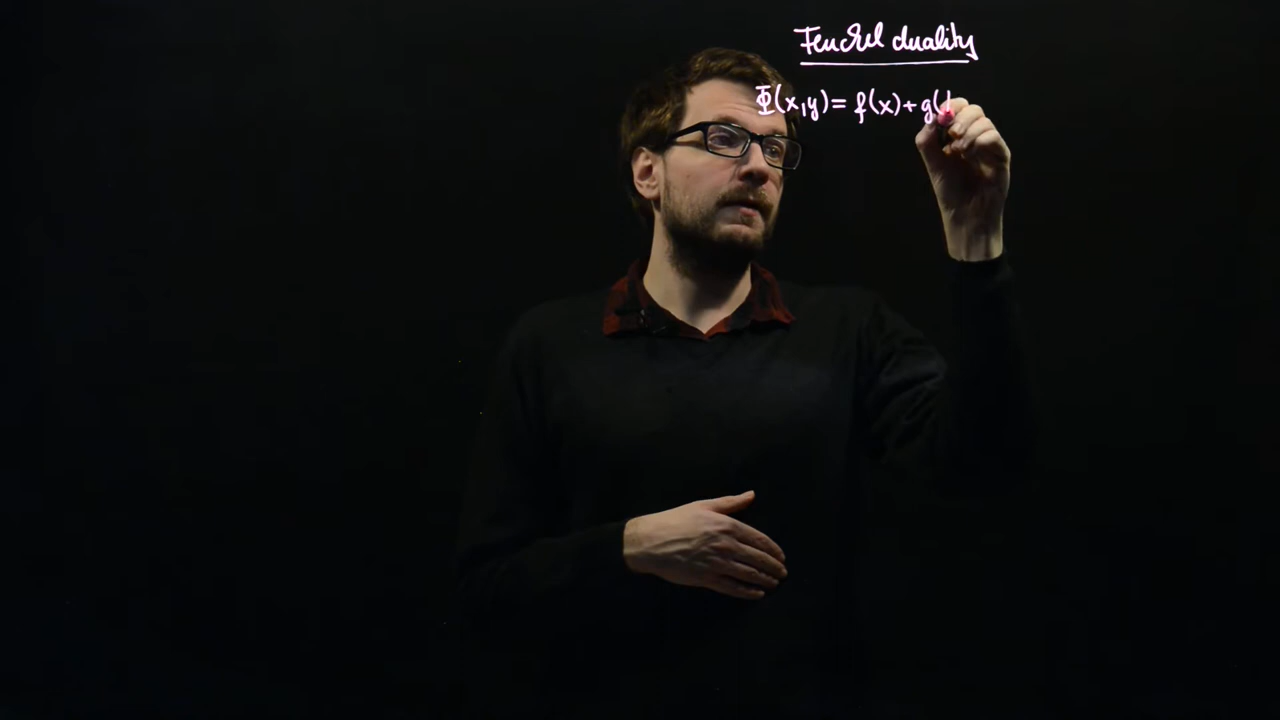 Fenchel duality
Φ(x,y)= f(x)+g(